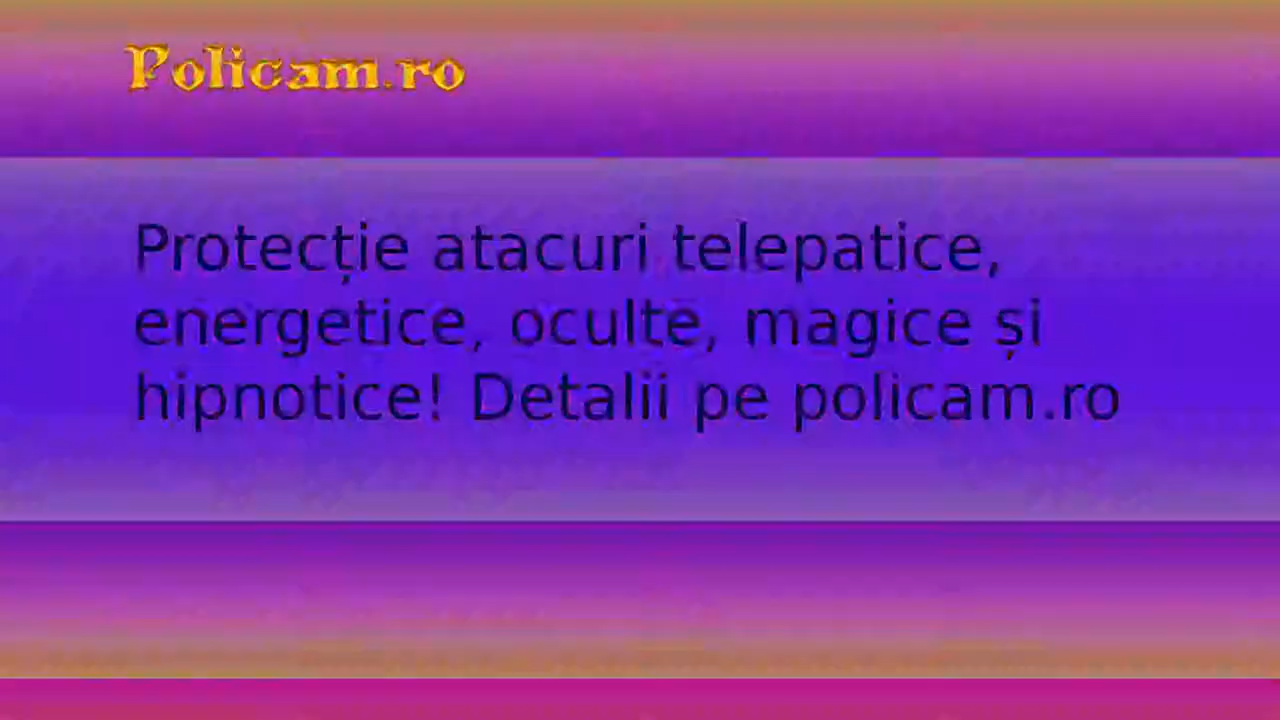 Policam.ro
Protecție atacuri telepatice,
energetice, oculte, magice și
hipnotice! Detalii pe policam.ro